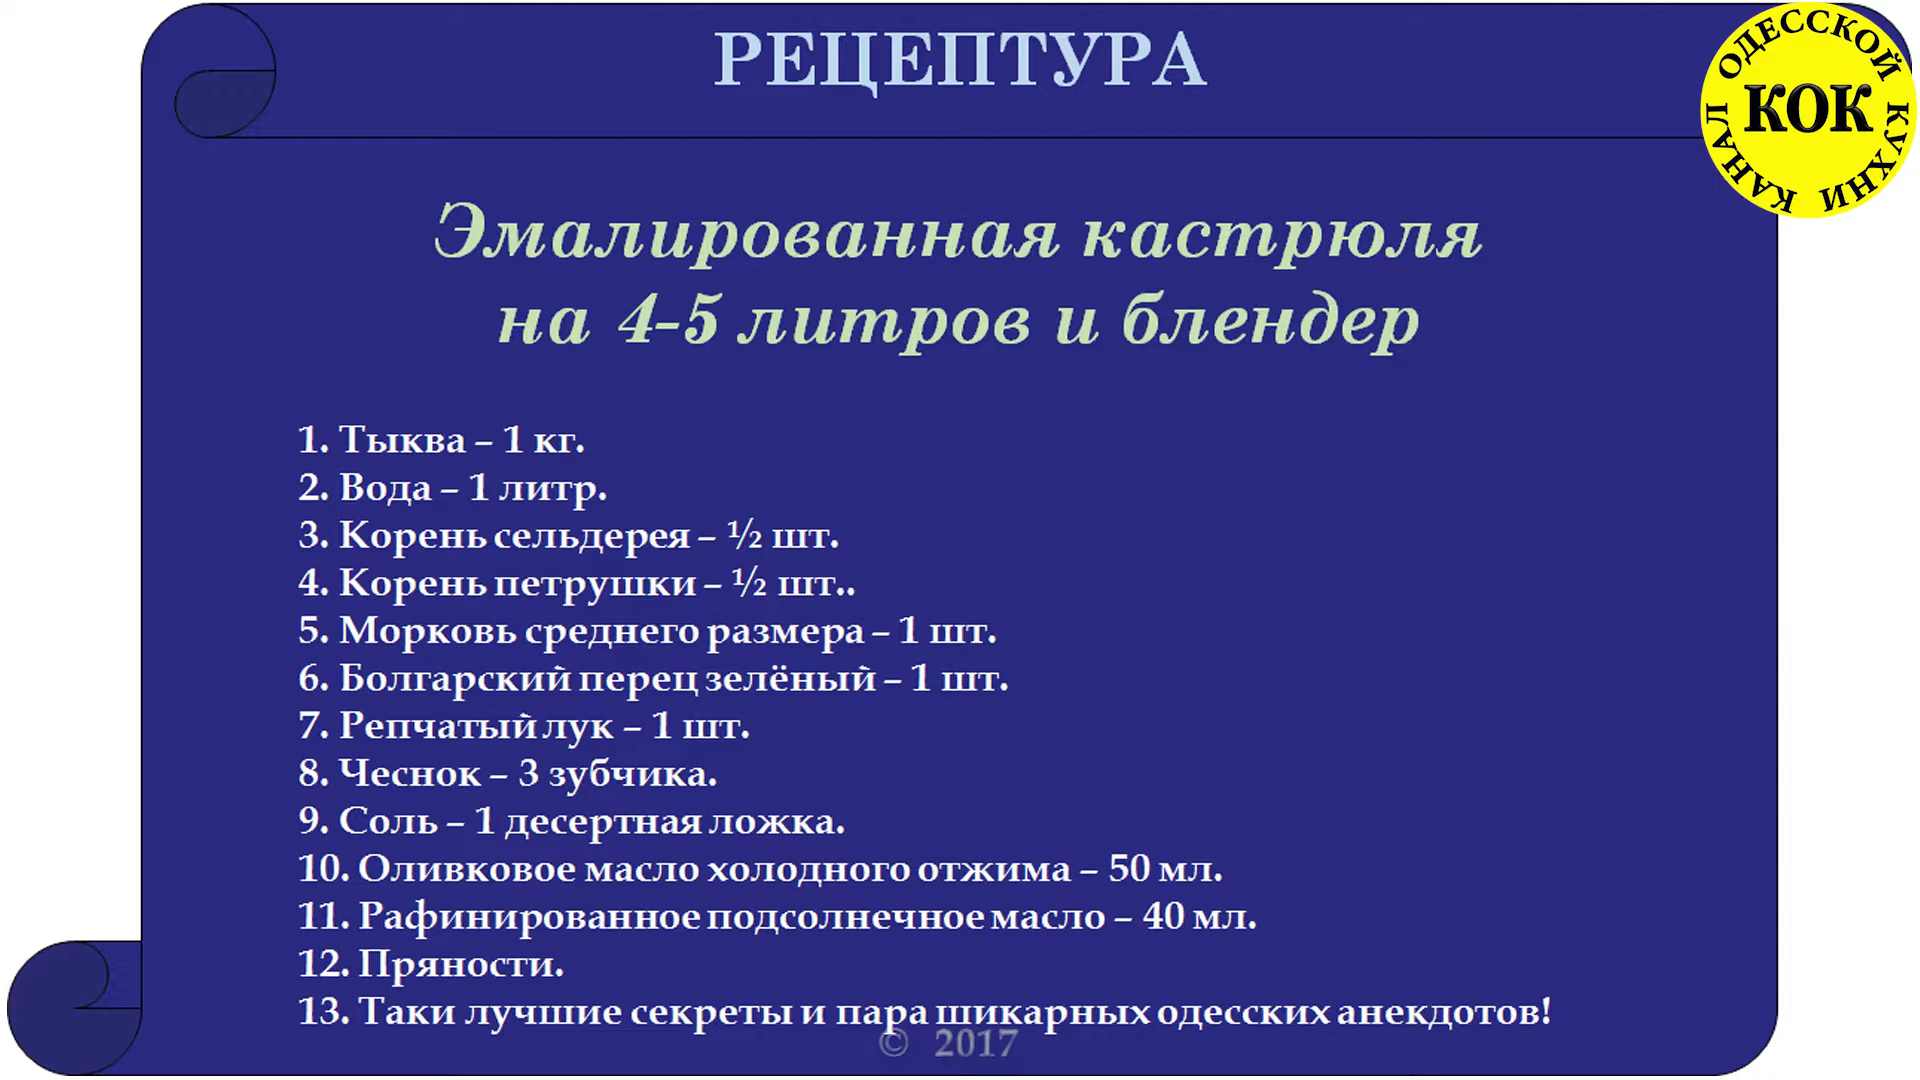 РЕЦЕПТУРА
КАНАЛ ОДЕССКОЙ КУХНИ
КОК
Эмалированная кастрюля
на 4-5 литров и блендер
1. Тыква – 1 кг.
2. Вода – 1 литр.
3. Корень сельдерея – ½ шт.
4. Корень петрушки – ½ шт..
5. Морковь среднего размера – 1 шт.
6. Болгарский перец зелёный – 1 шт.
7. Репчатый лук – 1 шт.
8. Чеснок – 3 зубчика.
9. Соль – 1 десертная ложка.
10. Оливковое масло холодного отжима – 50 мл.
11. Рафинированное подсолнечное масло – 40 мл.
12. Пряности.
13. Таки лучшие секреты и пара шикарных одесских анекдотов!
© 2017